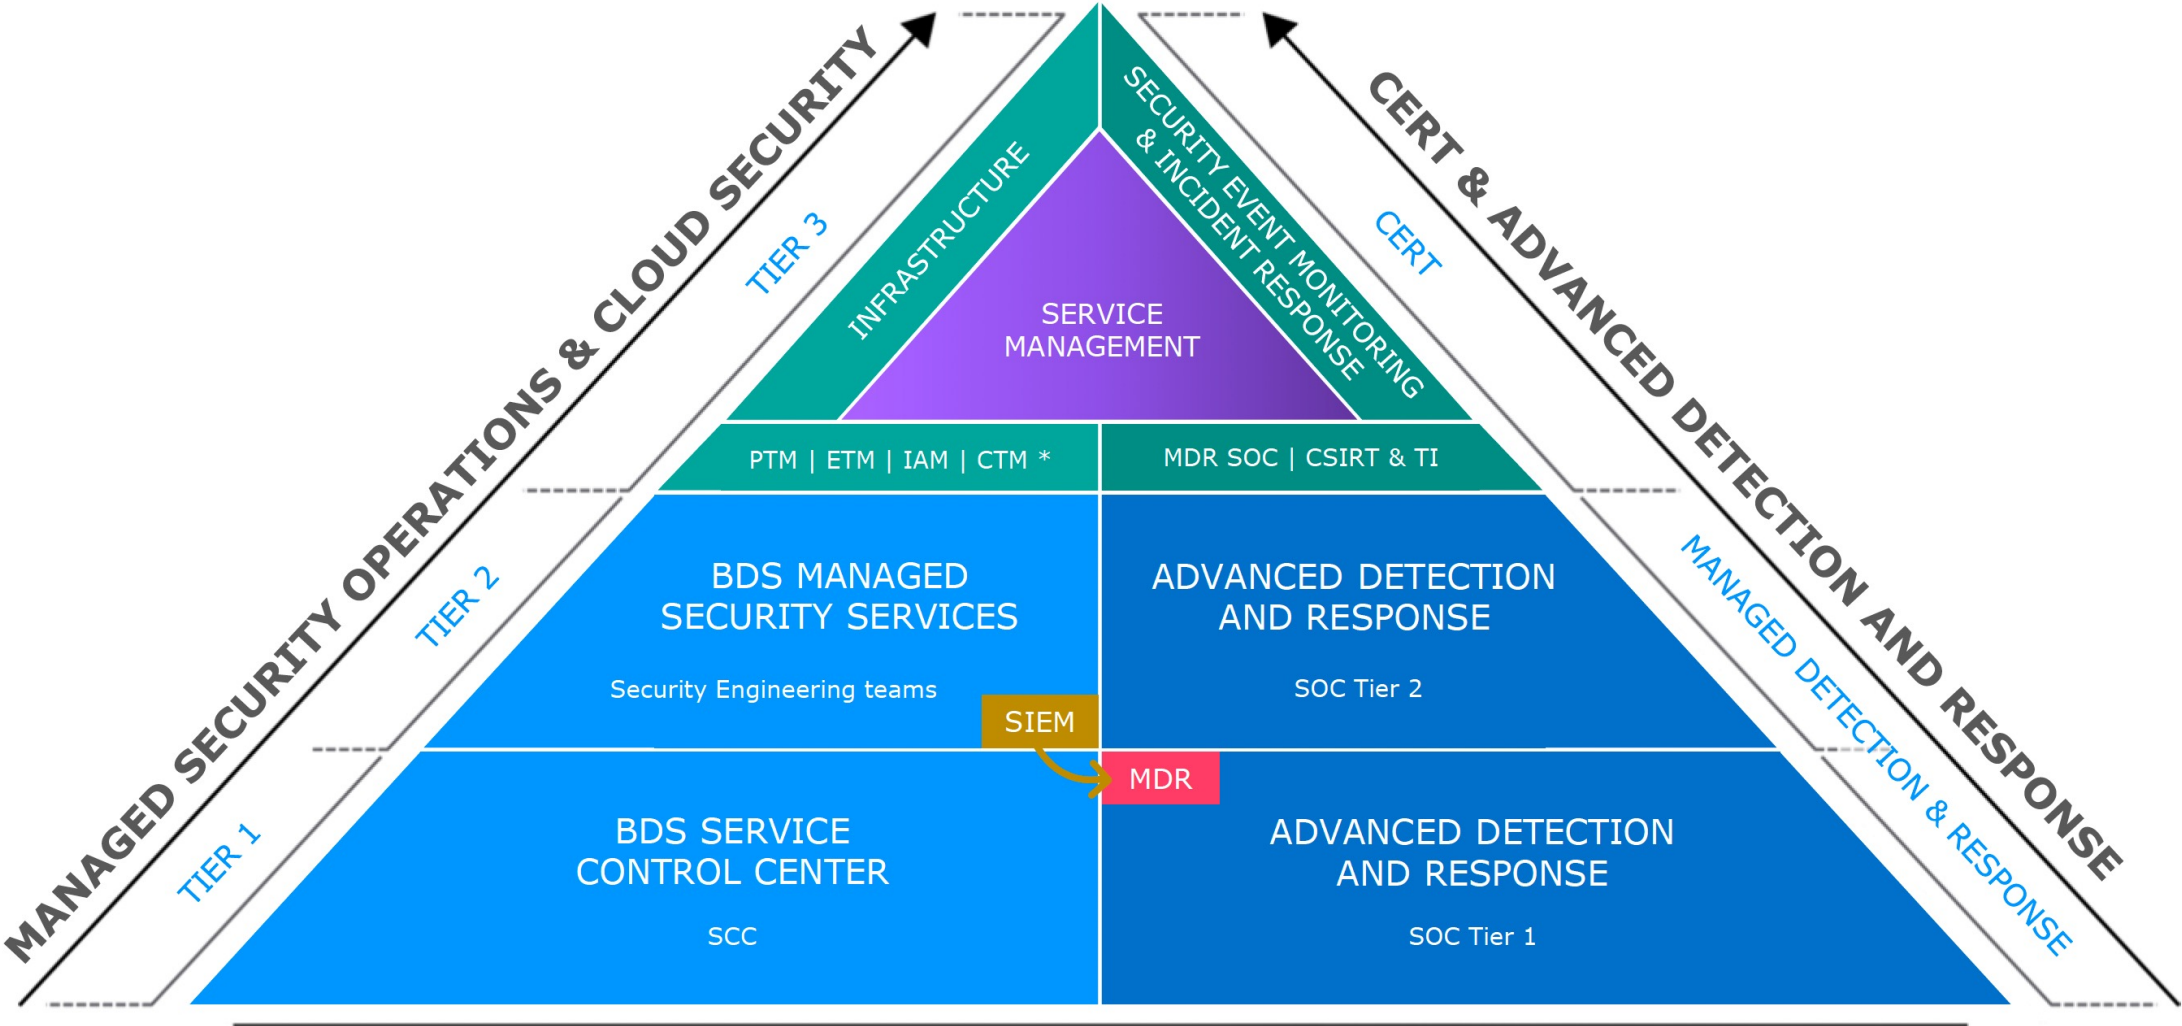 MANAGED SECURITY OPERATIONS & CLOUD SECURITY
CERT & ADVANCED DETECTION AND RESPONSE
TIER 3
INFRASTRUCTURE
SECURITY EVENT MONITORING
& INCIDENT RESPONSE
CERT
SERVICE
MANAGEMENT
PTM | ETM | IAM | CTM *
MDR SOC | CSIRT & TI
TIER 2
BDS MANAGED
SECURITY SERVICES
Security Engineering teams
ADVANCED DETECTION
AND RESPONSE
SOC Tier 2
MANAGED DETECTION & RESPONSE
SIEM
MDR
TIER 1
BDS SERVICE
CONTROL CENTER
SCC
ADVANCED DETECTION
AND RESPONSE
SOC Tier 1